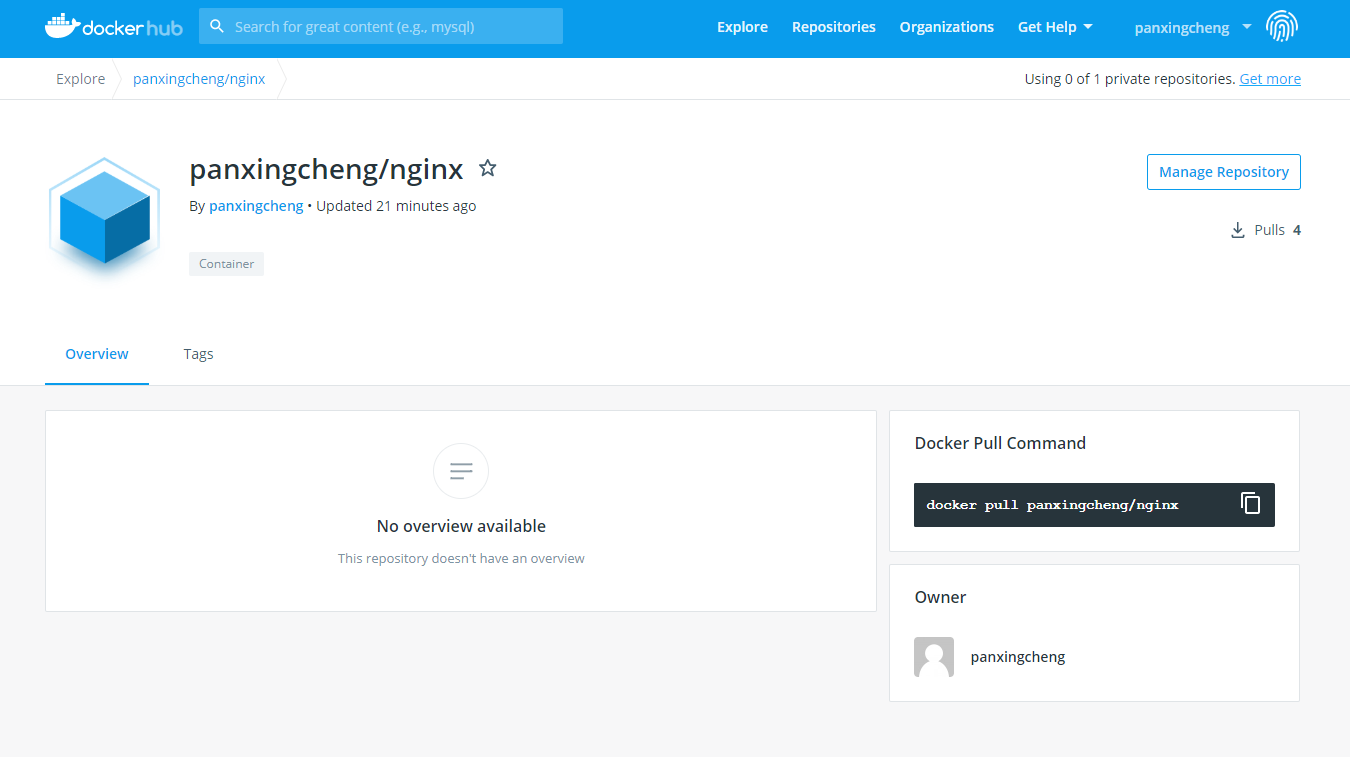 docker hub
Search for great content (e.g., mysql)
Explore
Repositories
Organizations
Get Help
panxingcheng
Explore
panxingcheng/nginx
Using 0 of 1 private repositories. Get more
panxingcheng/nginx
By panxingcheng • Updated 21 minutes ago
Container
Manage Repository
Pulls 4
Overview
Tags
No overview available
This repository doesn't have an overview
Docker Pull Command
docker pull panxingcheng/nginx
Owner
panxingcheng